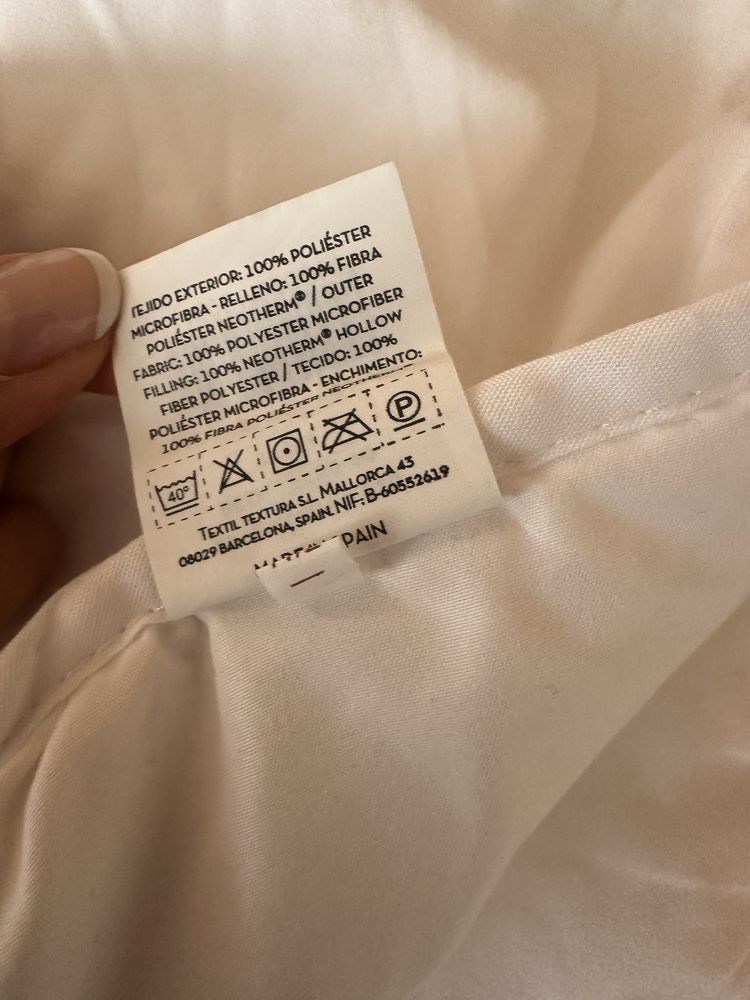 TEJIDO EXTERIOR: 100% POLIÉSTER
MICROFIBRA - RELLENO: 100% FIBRA
POLIÉSTER NEOTHERM® / OUTER
FABRIC: 100% POLYESTER MICROFIBER
FILLING: 100% NEOTHERM® HOLLOW
FIBER POLYESTER / TECIDO: 100%
POLIÉSTER MICROFIBRA - ENCHIMENTO:
100% FIBRA POLIÉSTER NEOTHERM
40° P
TEXTIL TEXTURA S.L. MALLORCA 43
08029 BARCELONA, SPAIN. NIF: B-60552619
MADE SPAIN